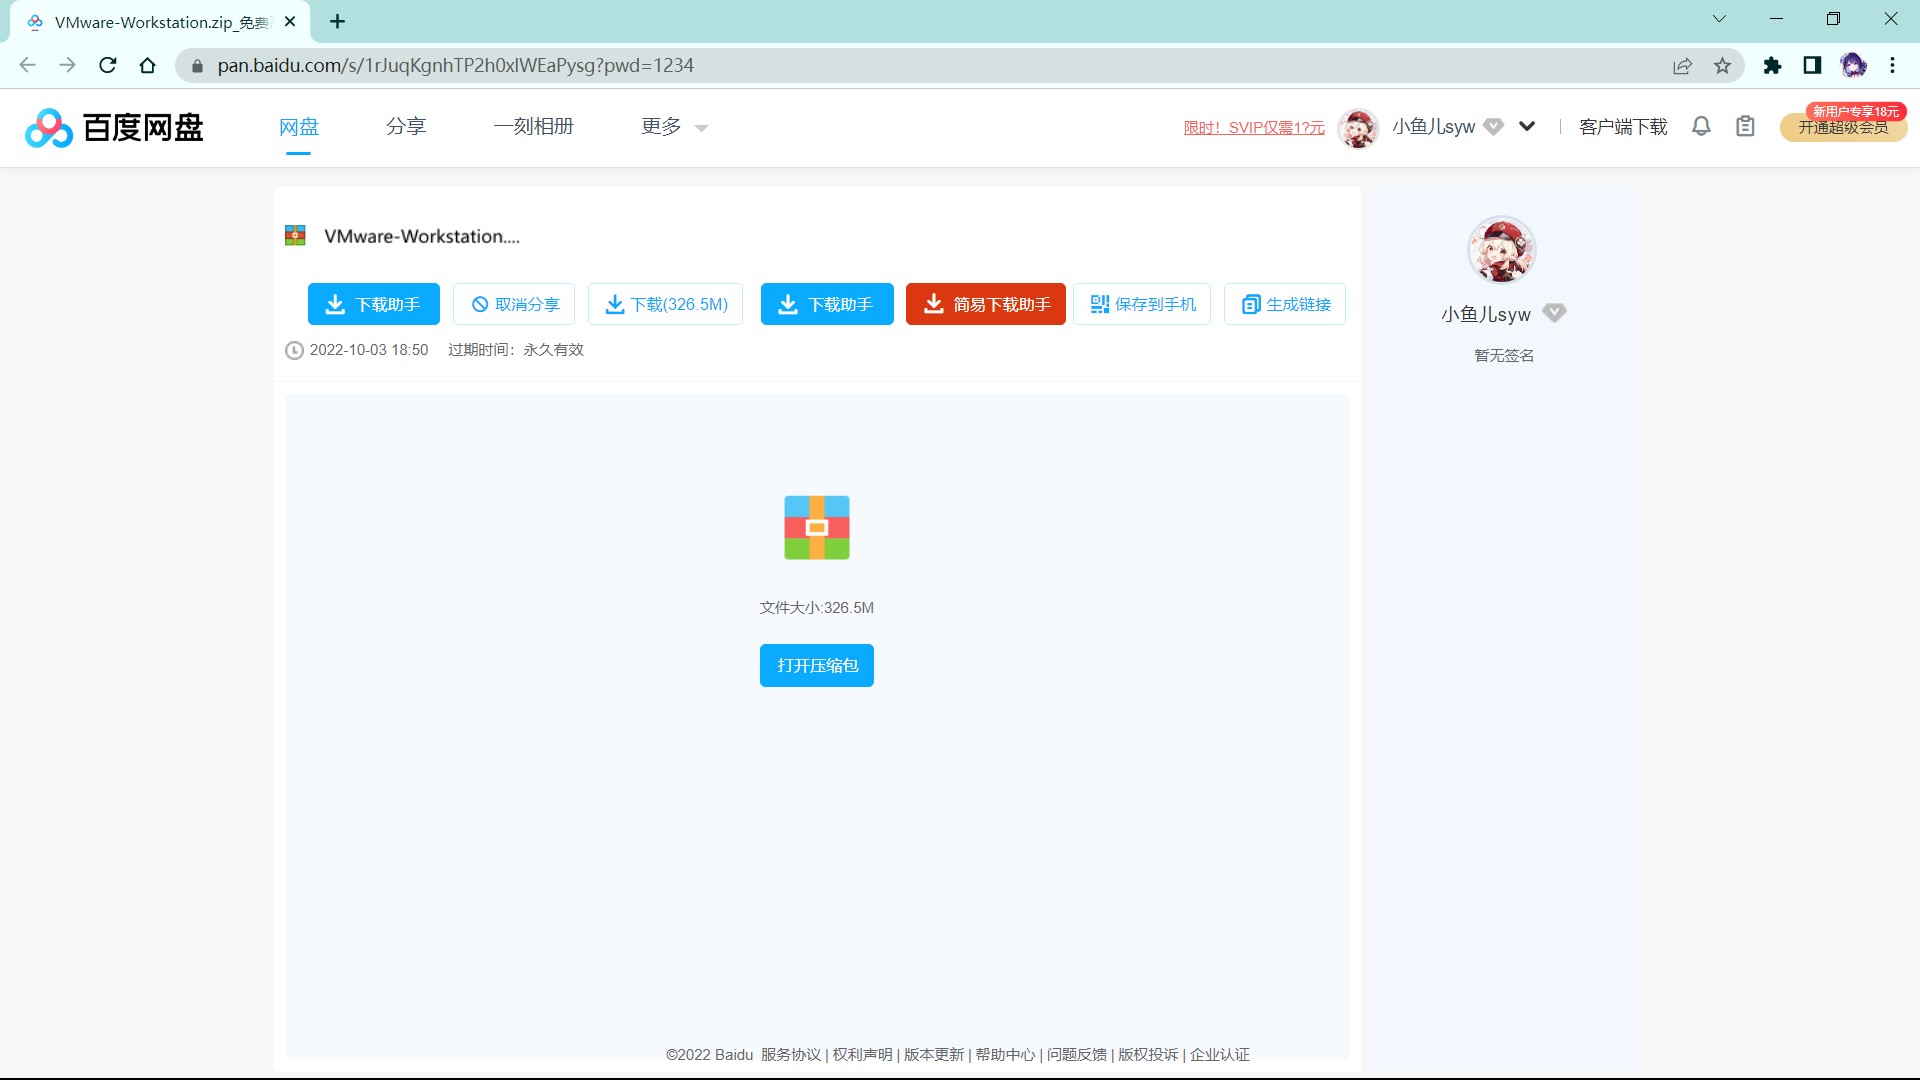 VMware-Workstation.zip_免费
pan.baidu.com/s/1rJuqKgnhTP2h0xlWEaPysg?pwd=1234
百度网盘
网盘 分享 一刻相册 更多
限时！SVIP仅需1?元 小鱼儿syw 客户端下载
新用户专享18元
开通超级会员
VMware-Workstation....
下载助手 取消分享 下载(326.5M) 下载助手 简易下载助手 保存到手机 生成链接
2022-10-03 18:50 过期时间：永久有效
小鱼儿syw
暂无签名
文件大小:326.5M
打开压缩包
©2022 Baidu 服务协议 | 权利声明 | 版本更新 | 帮助中心 | 问题反馈 | 版权投诉 | 企业认证